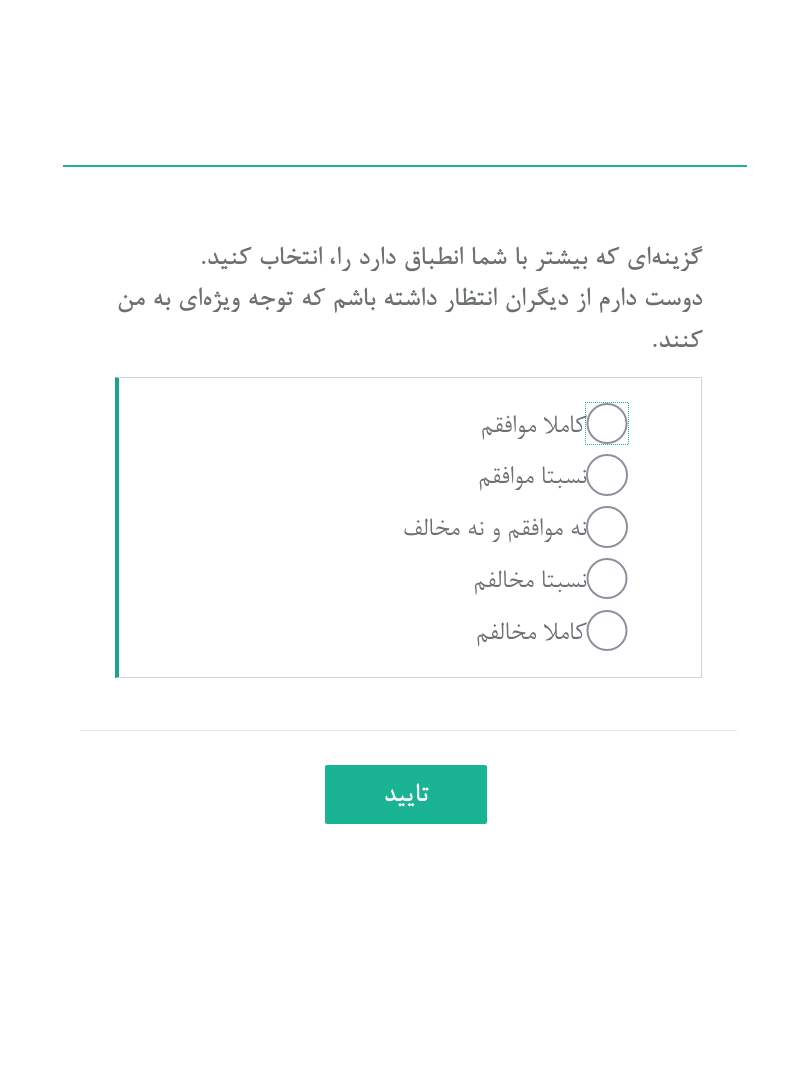 گزینه‌ای که بیشتر با شما انطباق دارد را، انتخاب کنید.
دوست دارم از دیگران انتظار داشته باشم که توجه ویژه‌ای به من
کنند.
کاملا موافقم
نسبتا موافقم
نه موافقم و نه مخالف
نسبتا مخالفم
کاملا مخالفم
تایید